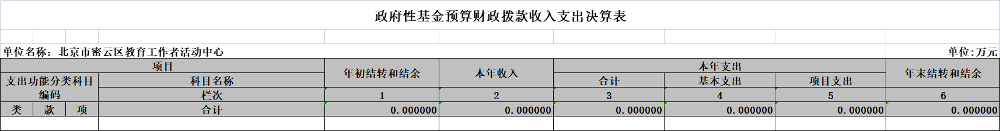 政府性基金预算财政拨款收入支出决算表
单位名称：北京市密云区教育工作者活动中心 单位:万元
项目 年初结转和结余 本年收入 本年支出 年末结转和结余
支出功能分类科目编码 科目名称 合计 基本支出 项目支出
栏次 1 2 3 4 5 6
类 款 项 合计 0.000000 0.000000 0.000000 0.000000 0.000000 0.000000